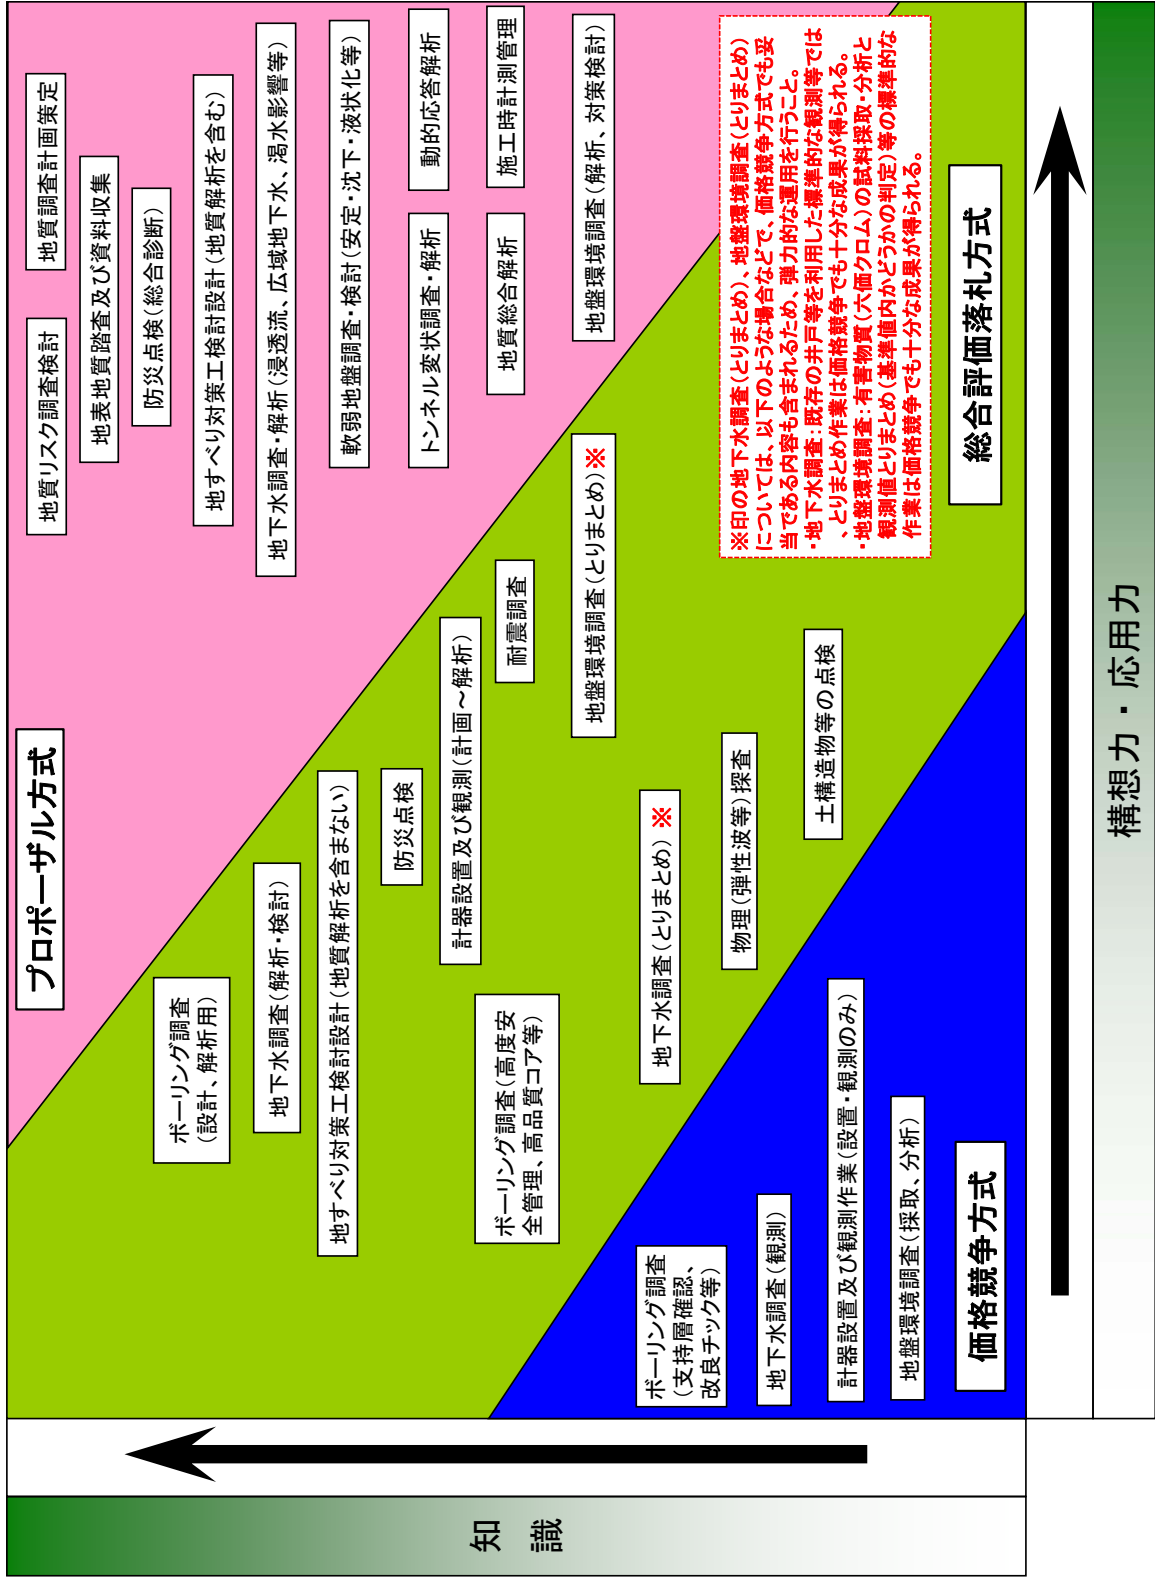 プロポーザル方式
地質リスク調査検討
地質調査計画策定
表地質踏査及び資料収集
防災点検(総合診断)
地すべり対策工検討設計(地質解析を含む)
地下水調査・解析(浸透流、広域地下水、渇水影響等)
軟弱地盤調査・検討(安定・沈下・液状化等)
トンネル変状調査・解析
動的応答解析
地質総合解析
施工時計測管理
地盤環境調査(解析、対策検討)
ボーリング調査
(設計、解析用)
地下水調査(解析・検討)
地すべり対策工検討設計(地質解析を含まない)
防災点検
計器設置及び観測(計画～解析)
耐震調査
ボーリング調査(高度安
全管理、高品質コア等)
地盤環境調査(とりまとめ)※
地下水調査(とりまとめ)※
物理(弾性波等)探査
土構造物等の点検
総合評価落札方式
※印の地下水調査(とりまとめ)、地盤環境調査(とりまとめ)
については、以下のような場合などで、価格競争方式でも妥
当である内容も含まれるため、弾力的な運用を行うこと。
・地下水調査：既存の井戸等を利用した標準的な観測等では
、とりまとめ作業は価格競争でも十分な成果が得られる。
・地盤環境調査：有害物質(六価クロム)の試料採取・分析と
観測値とりまとめ(基準値内かどうかの判定)等の標準的な
作業は価格競争でも十分な成果が得られる。
ボーリング調査
(支持層確認、
改良チック等)
地下水調査(観測)
計器設置及び観測作業(設置・観測のみ)
地盤環境調査(採取、分析)
価格競争方式
知識
構想力・応用力